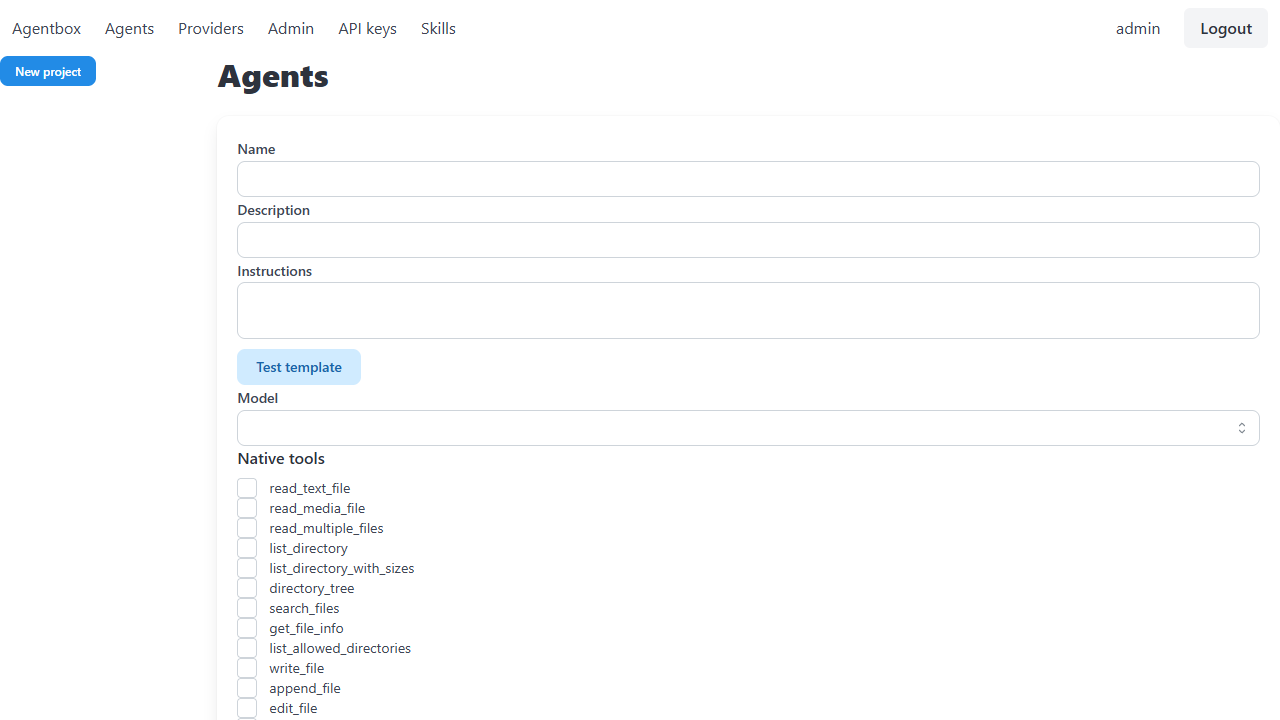 Agentbox Agents Providers Admin API keys Skills admin Logout
New project
Agents
Name
Description
Instructions
Test template
Model
Native tools
read_text_file
read_media_file
read_multiple_files
list_directory
list_directory_with_sizes
directory_tree
search_files
get_file_info
list_allowed_directories
write_file
append_file
edit_file